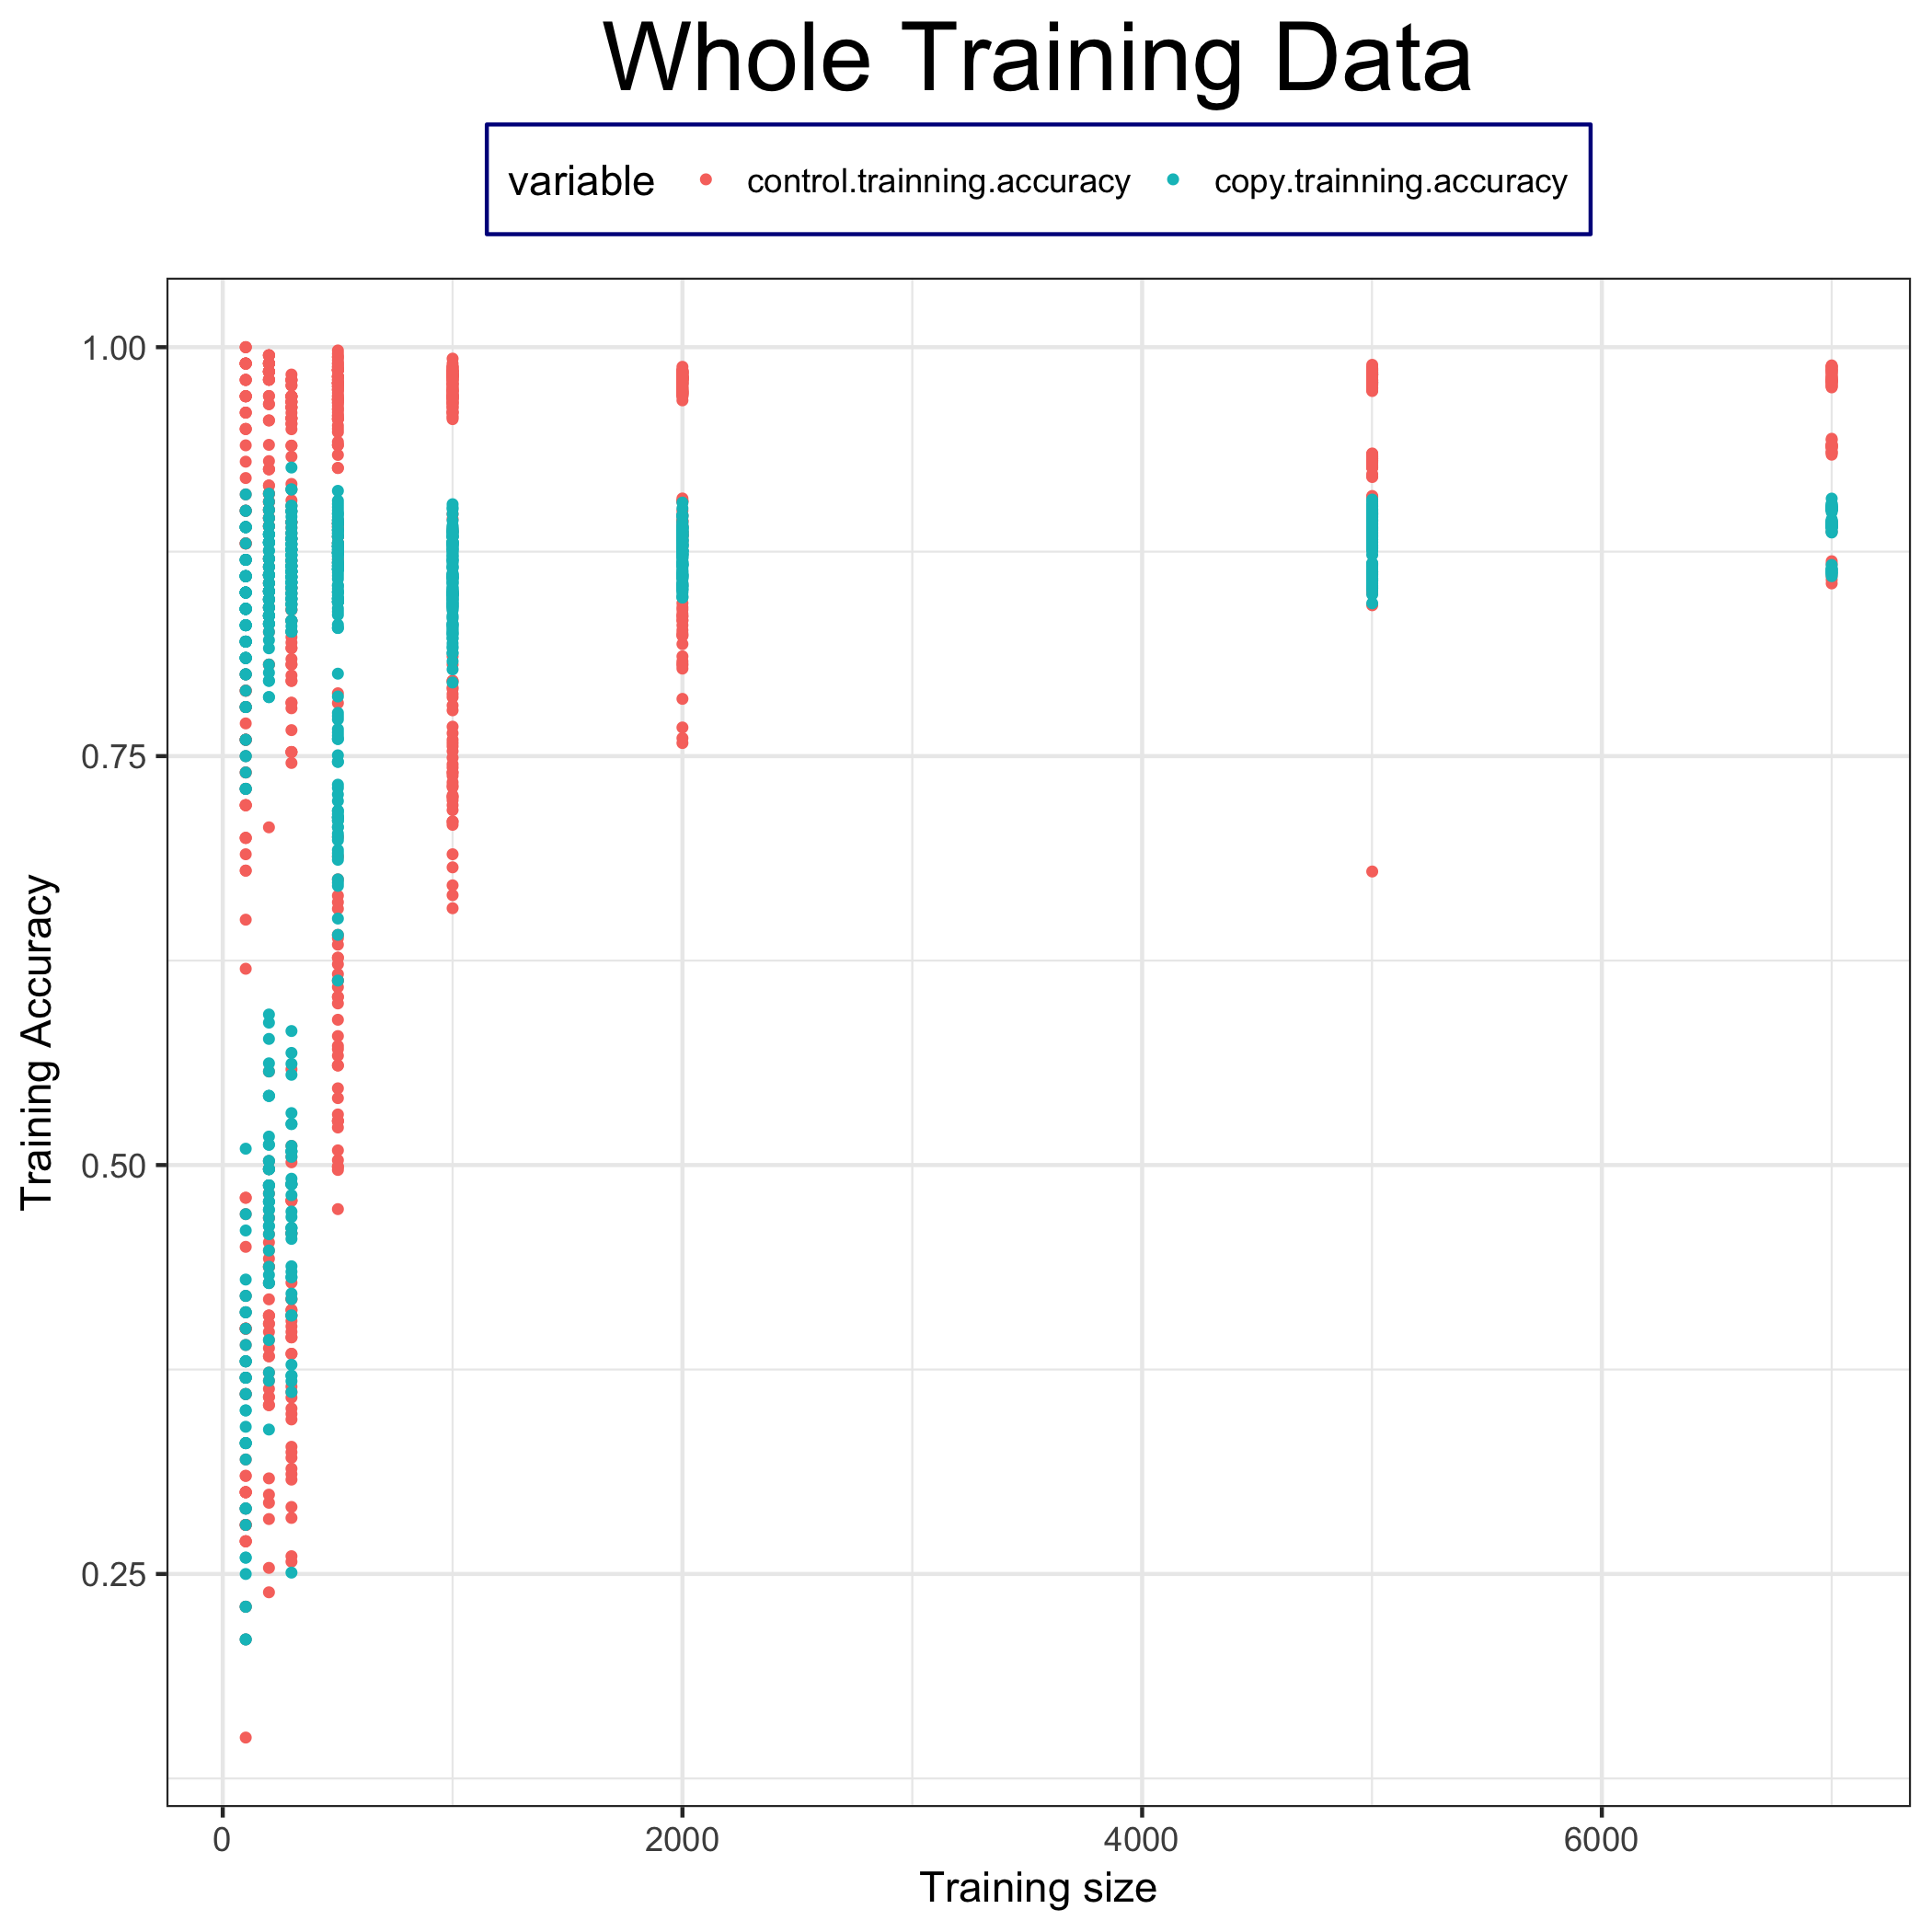 Whole Training Data
variable control.trainning.accuracy copy.trainning.accuracy
1.00
0.75
0.50
0.25
Training Accuracy
0 2000 4000 6000
Training size